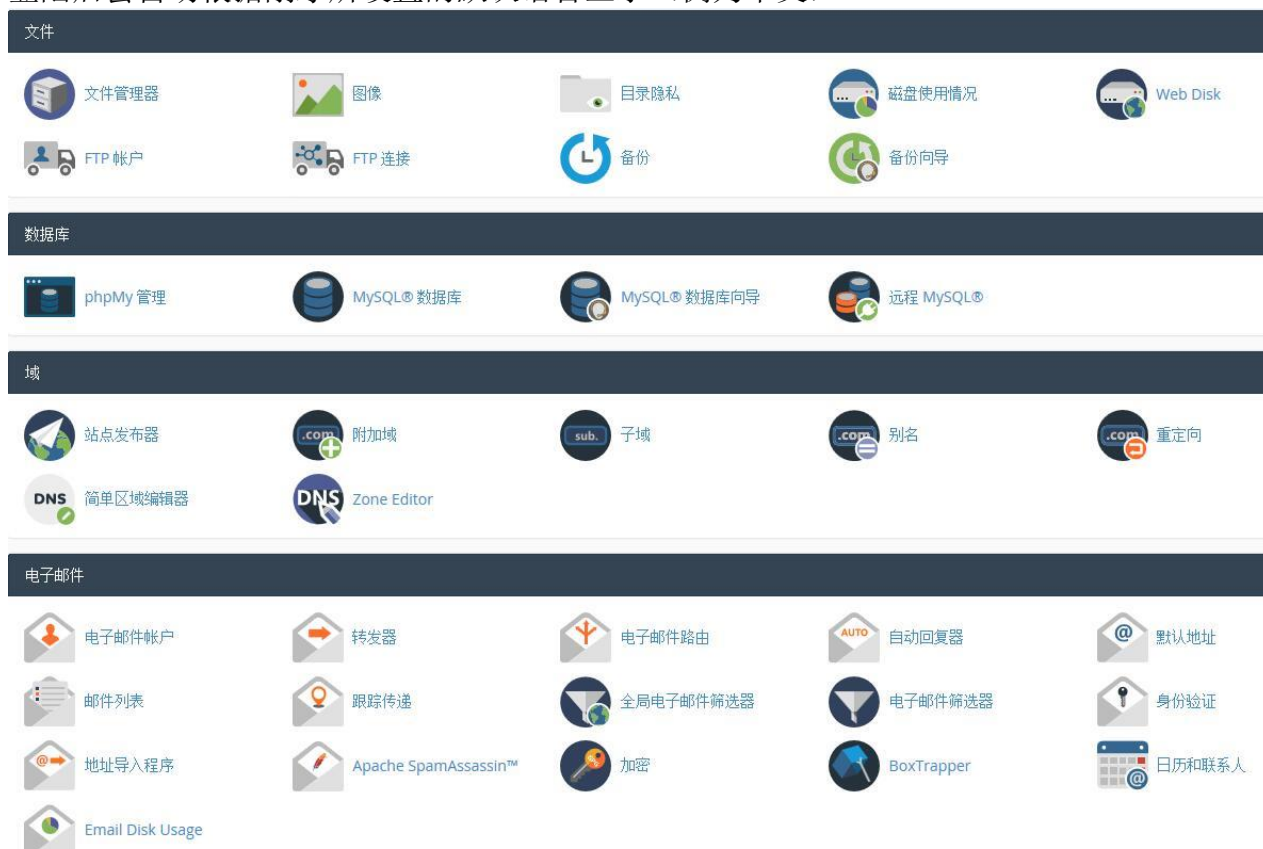 文件
文件管理器 图像 目录隐私 磁盘使用情况 Web Disk
FTP 帐户 FTP 连接 备份 备份向导
数据库
phpMy 管理 MySQL® 数据库 MySQL® 数据库向导 远程 MySQL®
域
站点发布器 .com 附加域 sub. 子域 .com 别名 .com 重定向
DNS 简单区域编辑器 DNS Zone Editor
电子邮件
电子邮件帐户 转发器 电子邮件路由 AUTO 自动回复器 @ 默认地址
邮件列表 跟踪传递 全局电子邮件筛选器 电子邮件筛选器 身份验证
@ 地址导入程序 Apache SpamAssassin™ 加密 BoxTrapper @ 日历和联系人
Email Disk Usage